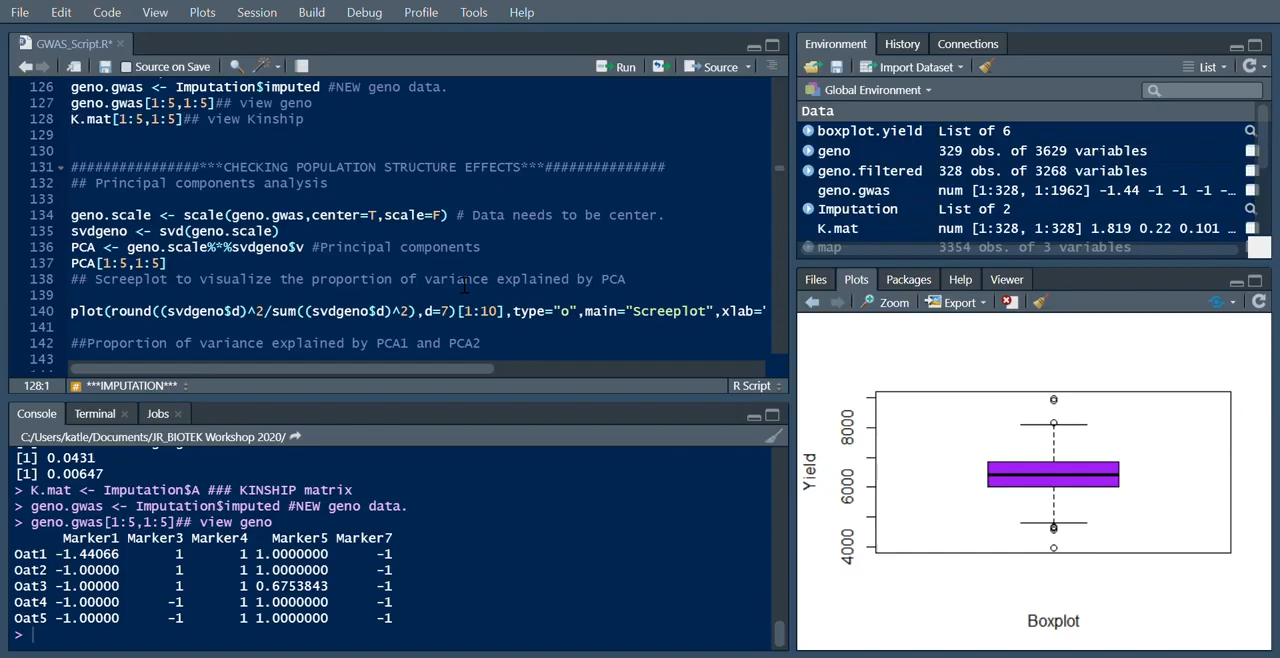 File Edit Code View Plots Session Build Debug Profile Tools Help
GWAS_Script.R*
Source on Save Run Source
126 geno.gwas <- Imputation$imputed #NEW geno data.
127 geno.gwas[1:5,1:5]## view geno
128 K.mat[1:5,1:5]## view Kinship
129
130
131 ################***CHECKING POPULATION STRUCTURE EFFECTS***###############
132 ## Principal components analysis
133
134 geno.scale <- scale(geno.gwas,center=T,scale=F) # Data needs to be center.
135 svdgeno <- svd(geno.scale)
136 PCA <- geno.scale%*%svdgeno$v #Principal components
137 PCA[1:5,1:5]
138 ## Screeplot to visualize the proportion of variance explained by PCA
139
140 plot(round((svdgeno$d)^2/sum((svdgeno$d)^2),d=7)[1:10],type="o",main="Screeplot",xlab="
141
142 ##Proportion of variance explained by PCA1 and PCA2
143
128:1 # ***IMPUTATION*** R Script
Console Terminal Jobs
C:/Users/katle/Documents/JR_BIOTEK Workshop 2020/
[1] 0.0431
[1] 0.00647
> K.mat <- Imputation$A ### KINSHIP matrix
> geno.gwas <- Imputation$imputed #NEW geno data.
> geno.gwas[1:5,1:5]## view geno
Marker1 Marker3 Marker4 Marker5 Marker7
Oat1 -1.44066 1 1 1.0000000 -1
Oat2 -1.00000 1 1 1.0000000 -1
Oat3 -1.00000 1 1 0.6753843 -1
Oat4 -1.00000 -1 1 1.0000000 -1
Oat5 -1.00000 -1 1 1.0000000 -1
>
Environment History Connections
Import Dataset List
Global Environment
Data
boxplot.yield List of 6
geno 329 obs. of 3629 variables
geno.filtered 328 obs. of 3268 variables
geno.gwas num [1:328, 1:1962] -1.44 -1 -1 -1 -…
Imputation List of 2
K.mat num [1:328, 1:328] 1.819 0.22 0.101 …
map 3354 obs. of 3 variables
Files Plots Packages Help Viewer
Zoom Export
8000
6000
4000
Yield
Boxplot